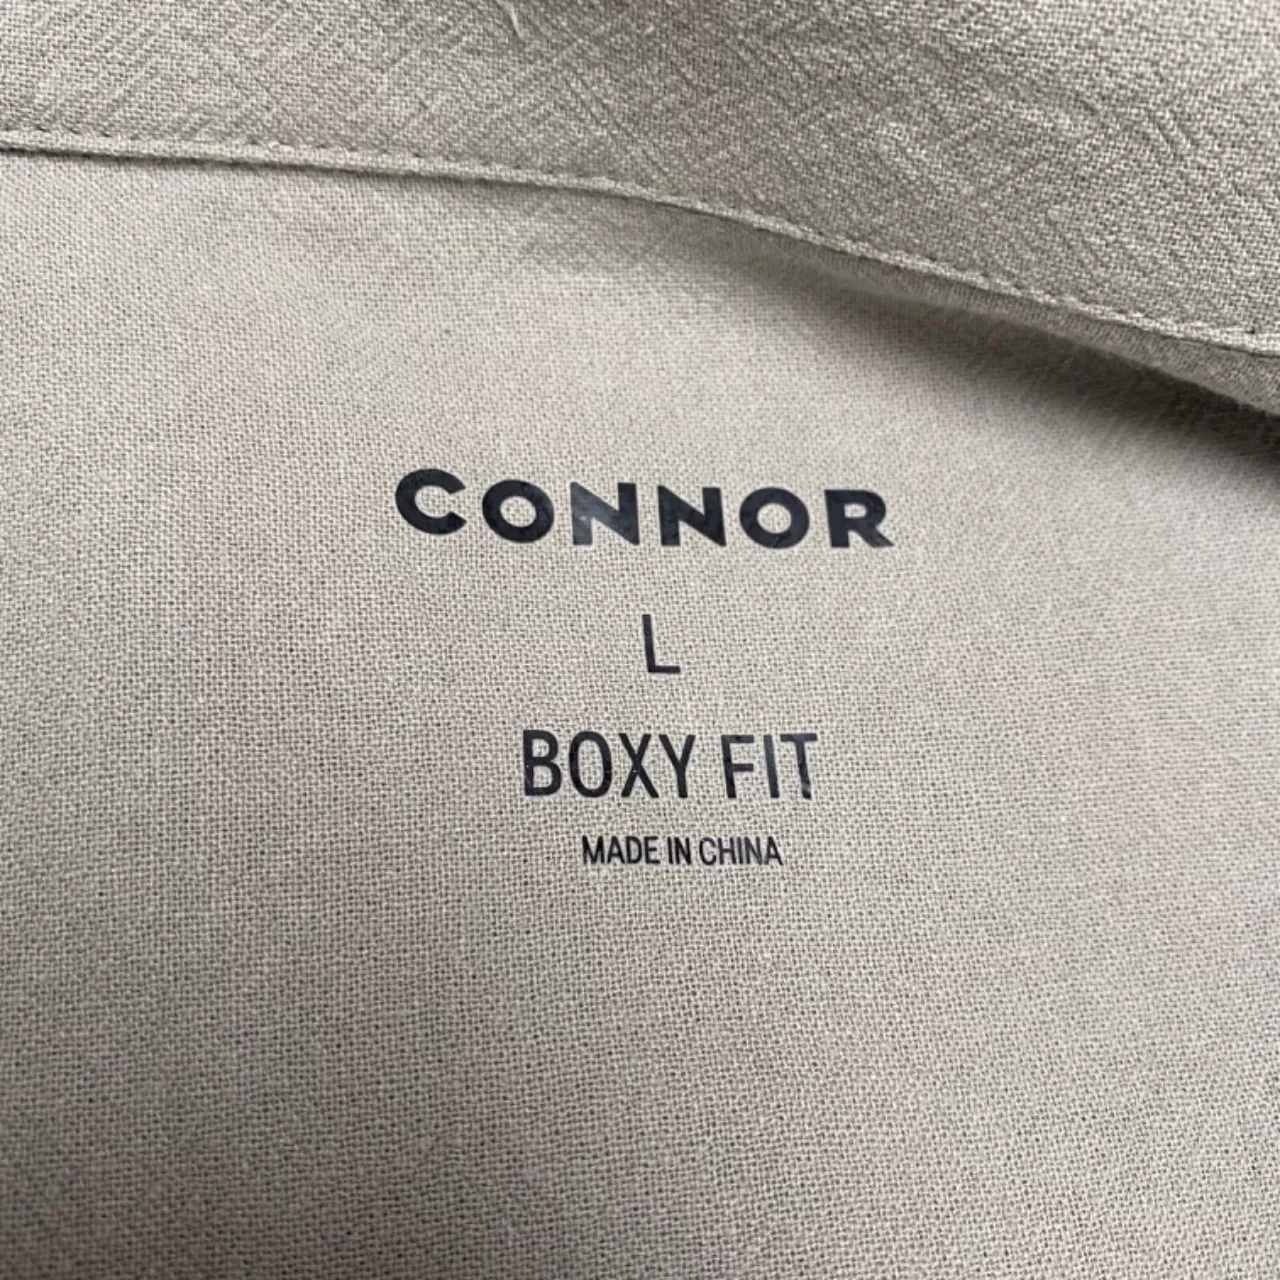 CONNOR
L
BOXY FIT
MADE IN CHINA